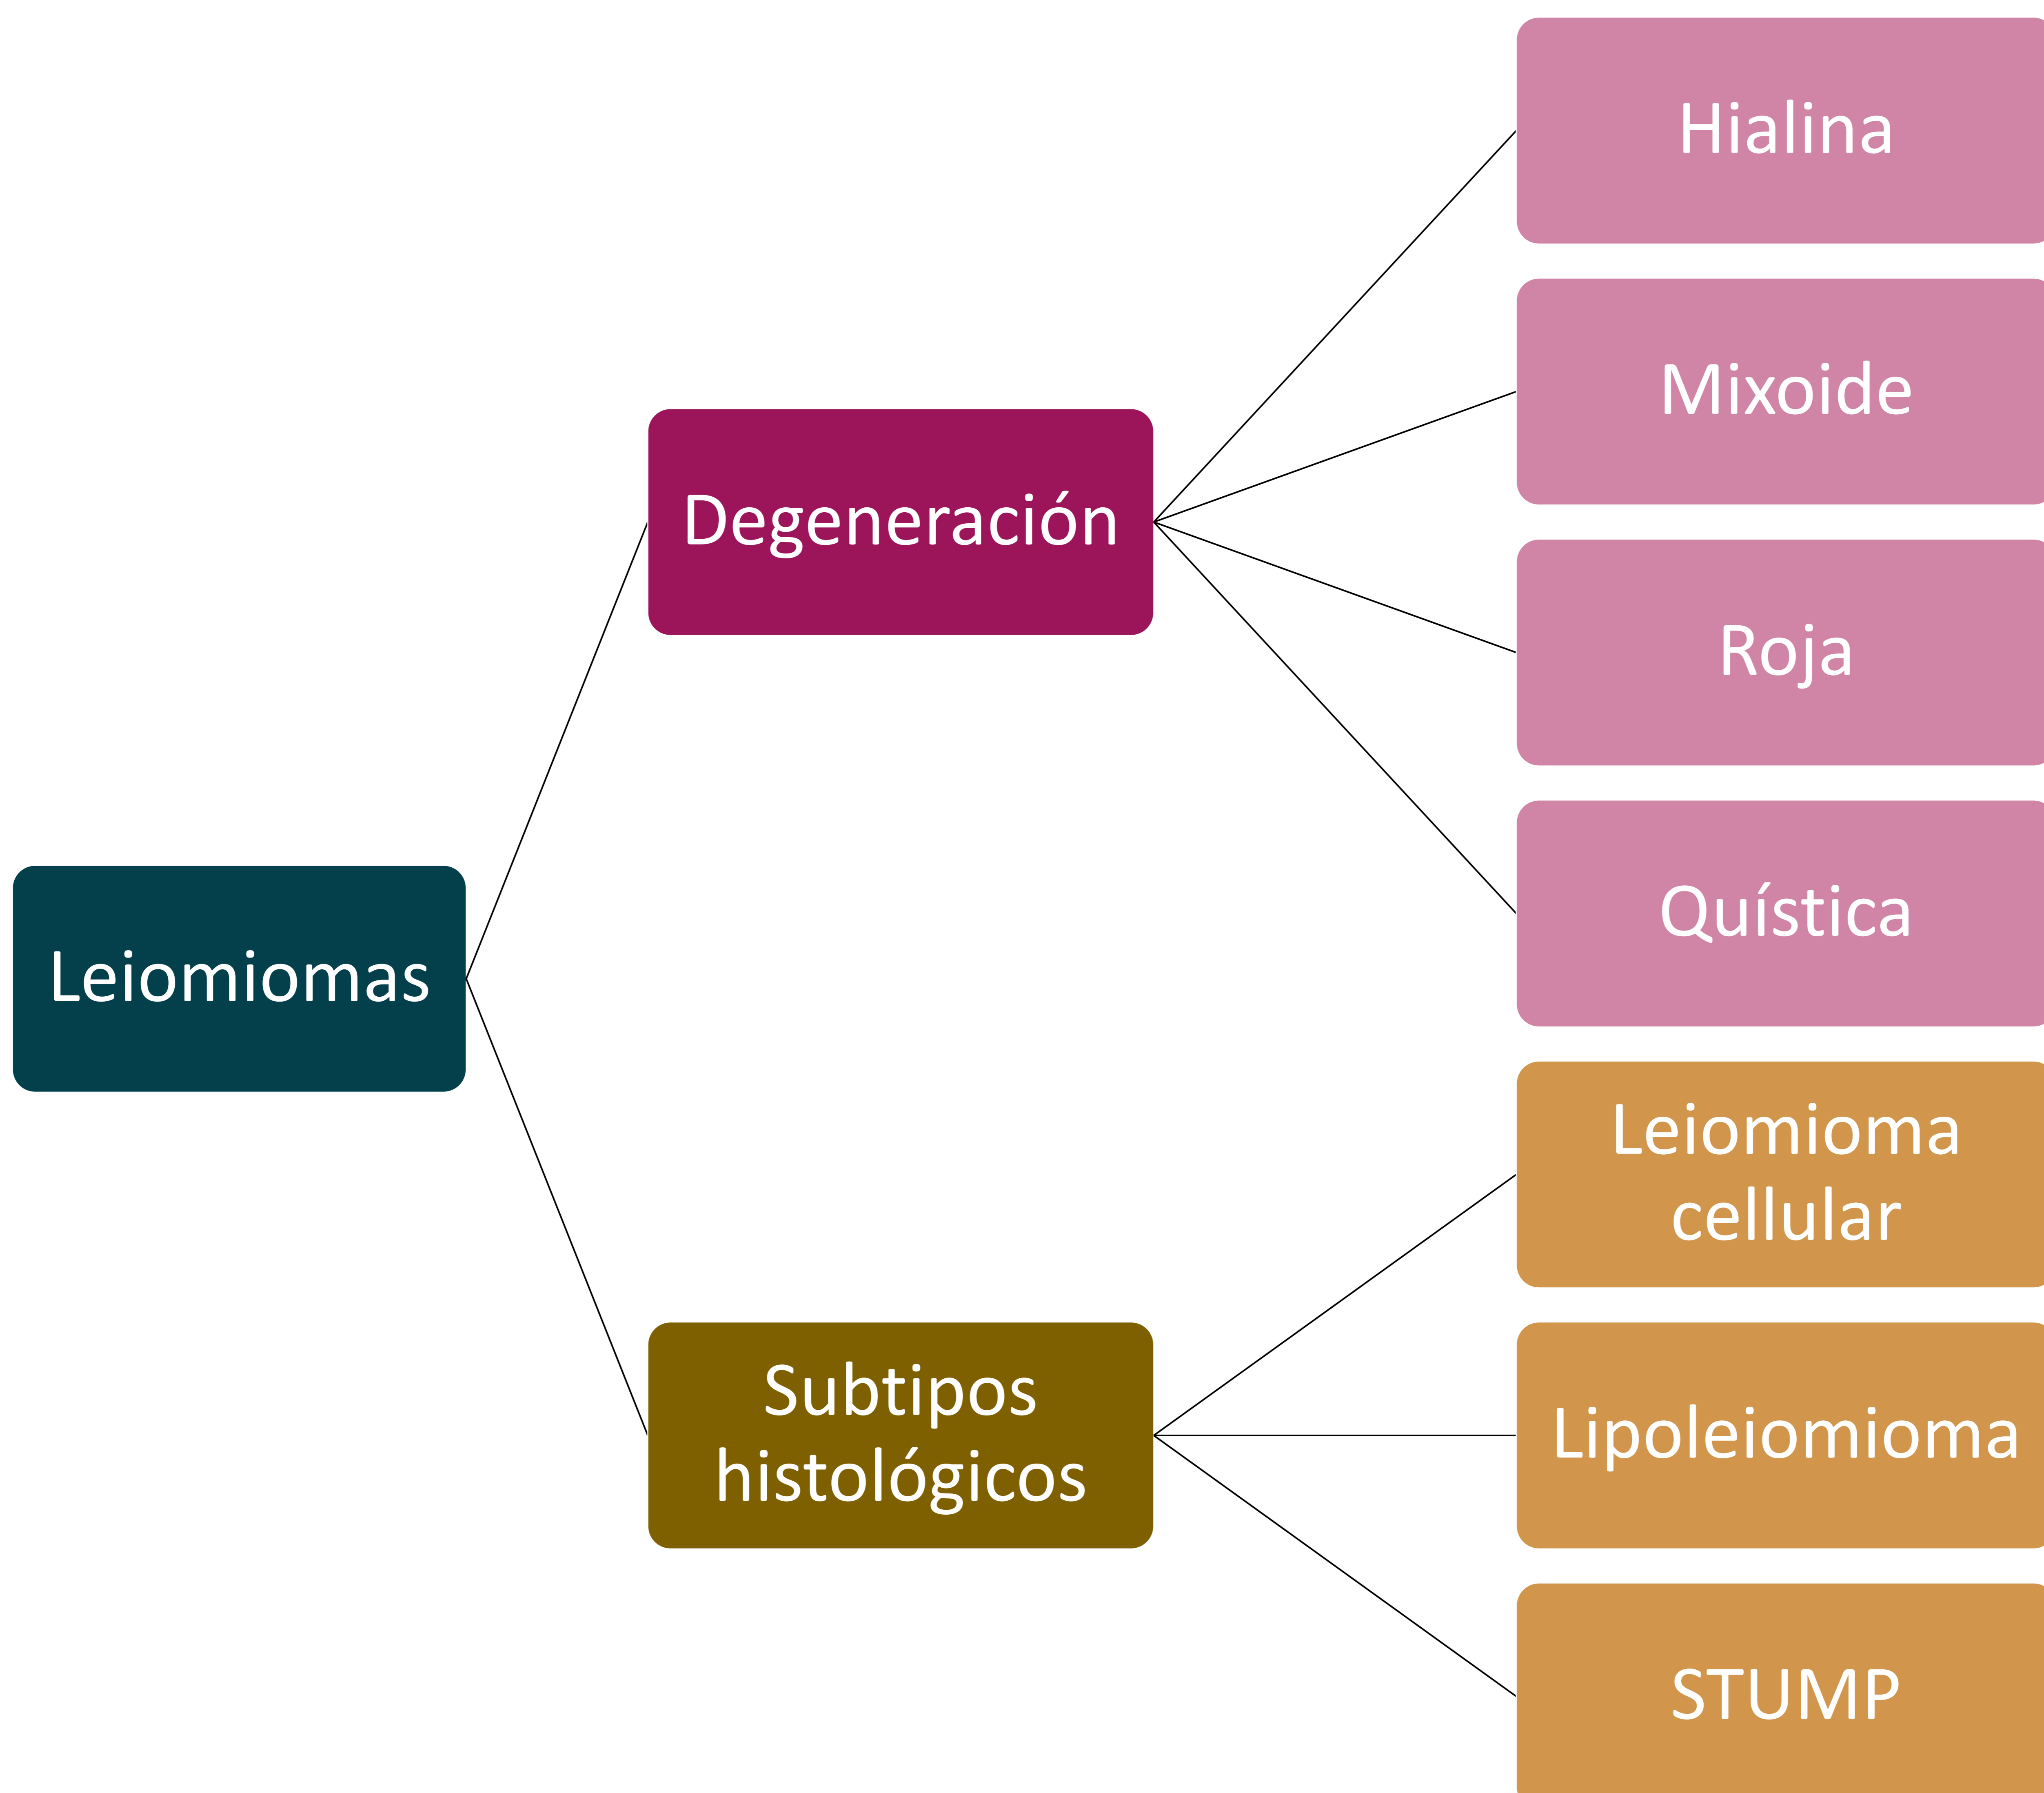 Leiomiomas
Degeneración
Hialina
Mixoide
Roja
Quística
Subtipos
histológicos
Leiomioma
cellular
Lipoleiomioma
STUMP